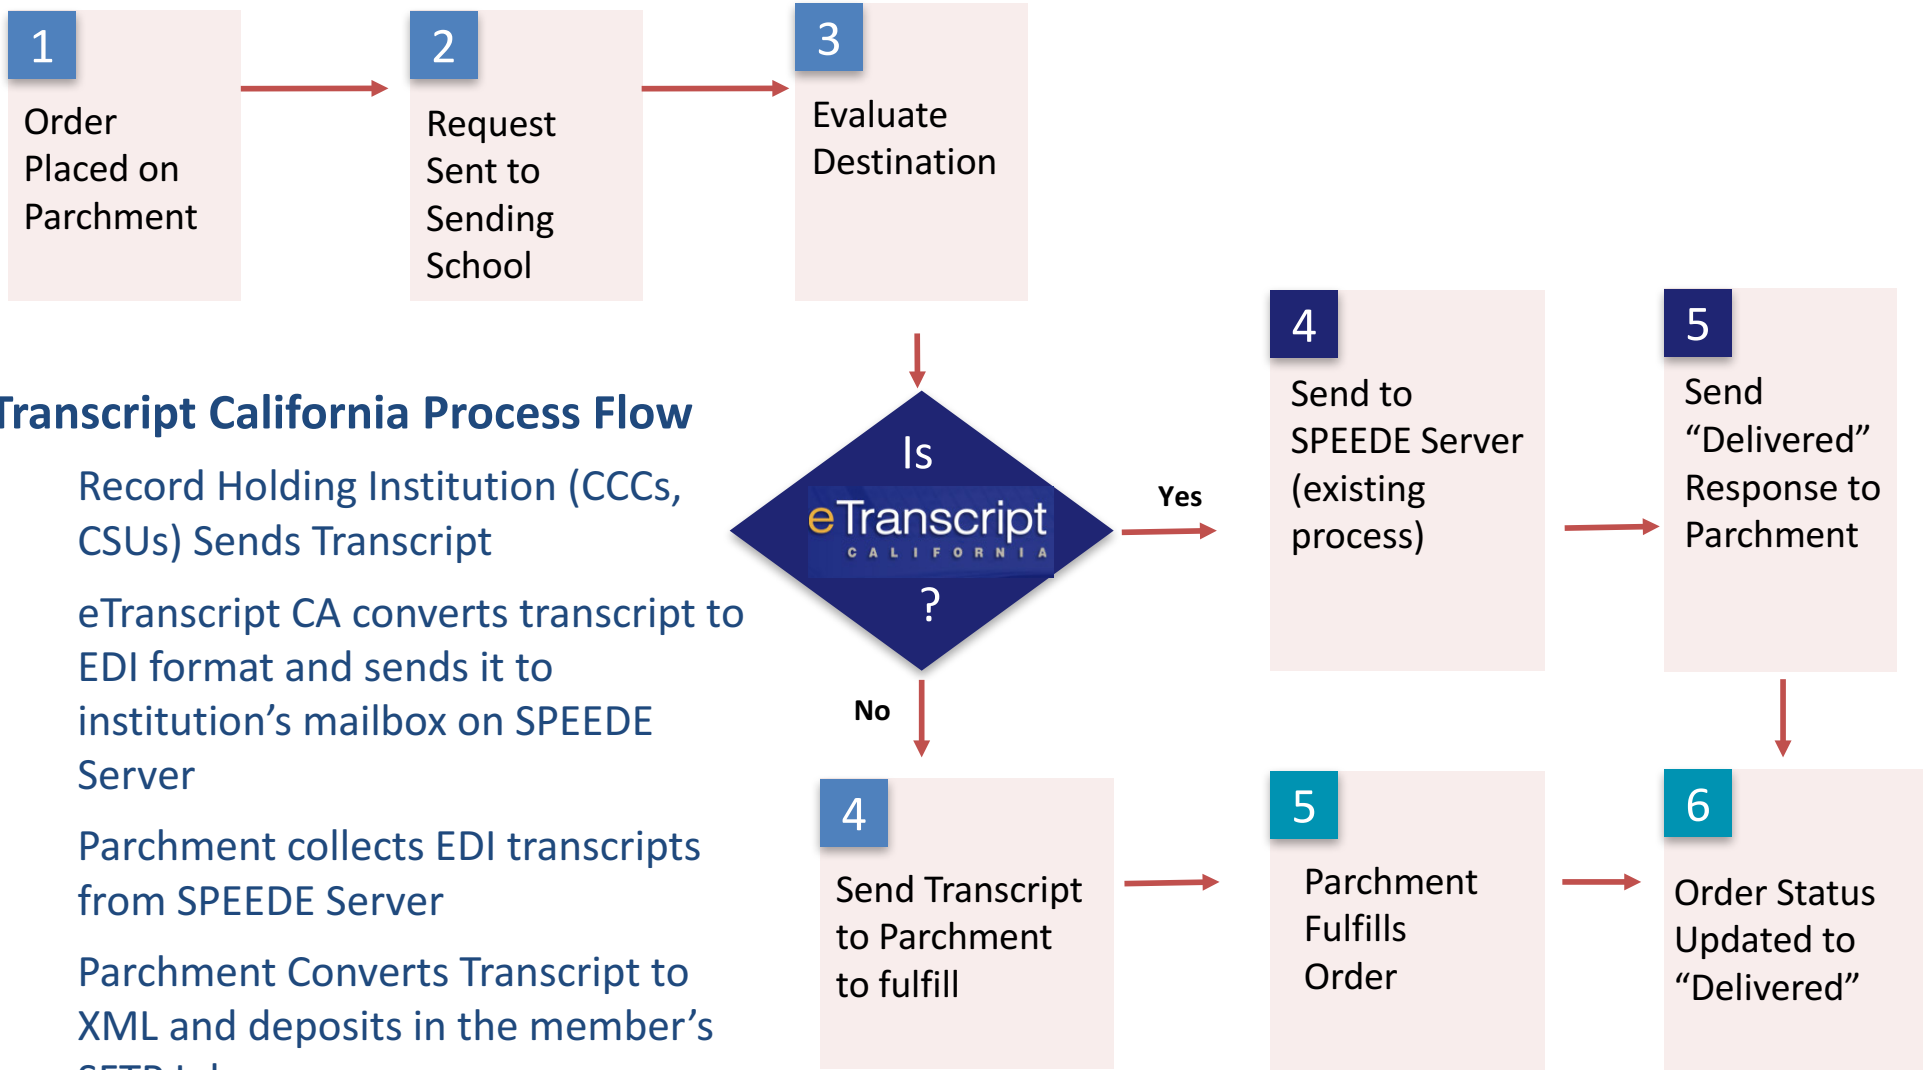 1
Order
Placed on
Parchment
2
Request
Sent to
Sending
School
3
Evaluate
Destination
Transcript California Process Flow
Record Holding Institution (CCCs,
CSUs) Sends Transcript
eTranscript CA converts transcript to
EDI format and sends it to
institution’s mailbox on SPEEDE
Server
Parchment collects EDI transcripts
from SPEEDE Server
Parchment Converts Transcript to
XML and deposits in the member’s
Is
eTranscript
CALIFORNIA
?
Yes
No
4
Send to
SPEEDE Server
(existing
process)
5
Send
“Delivered”
Response to
Parchment
4
Send Transcript
to Parchment
to fulfill
5
Parchment
Fulfills
Order
6
Order Status
Updated to
“Delivered”